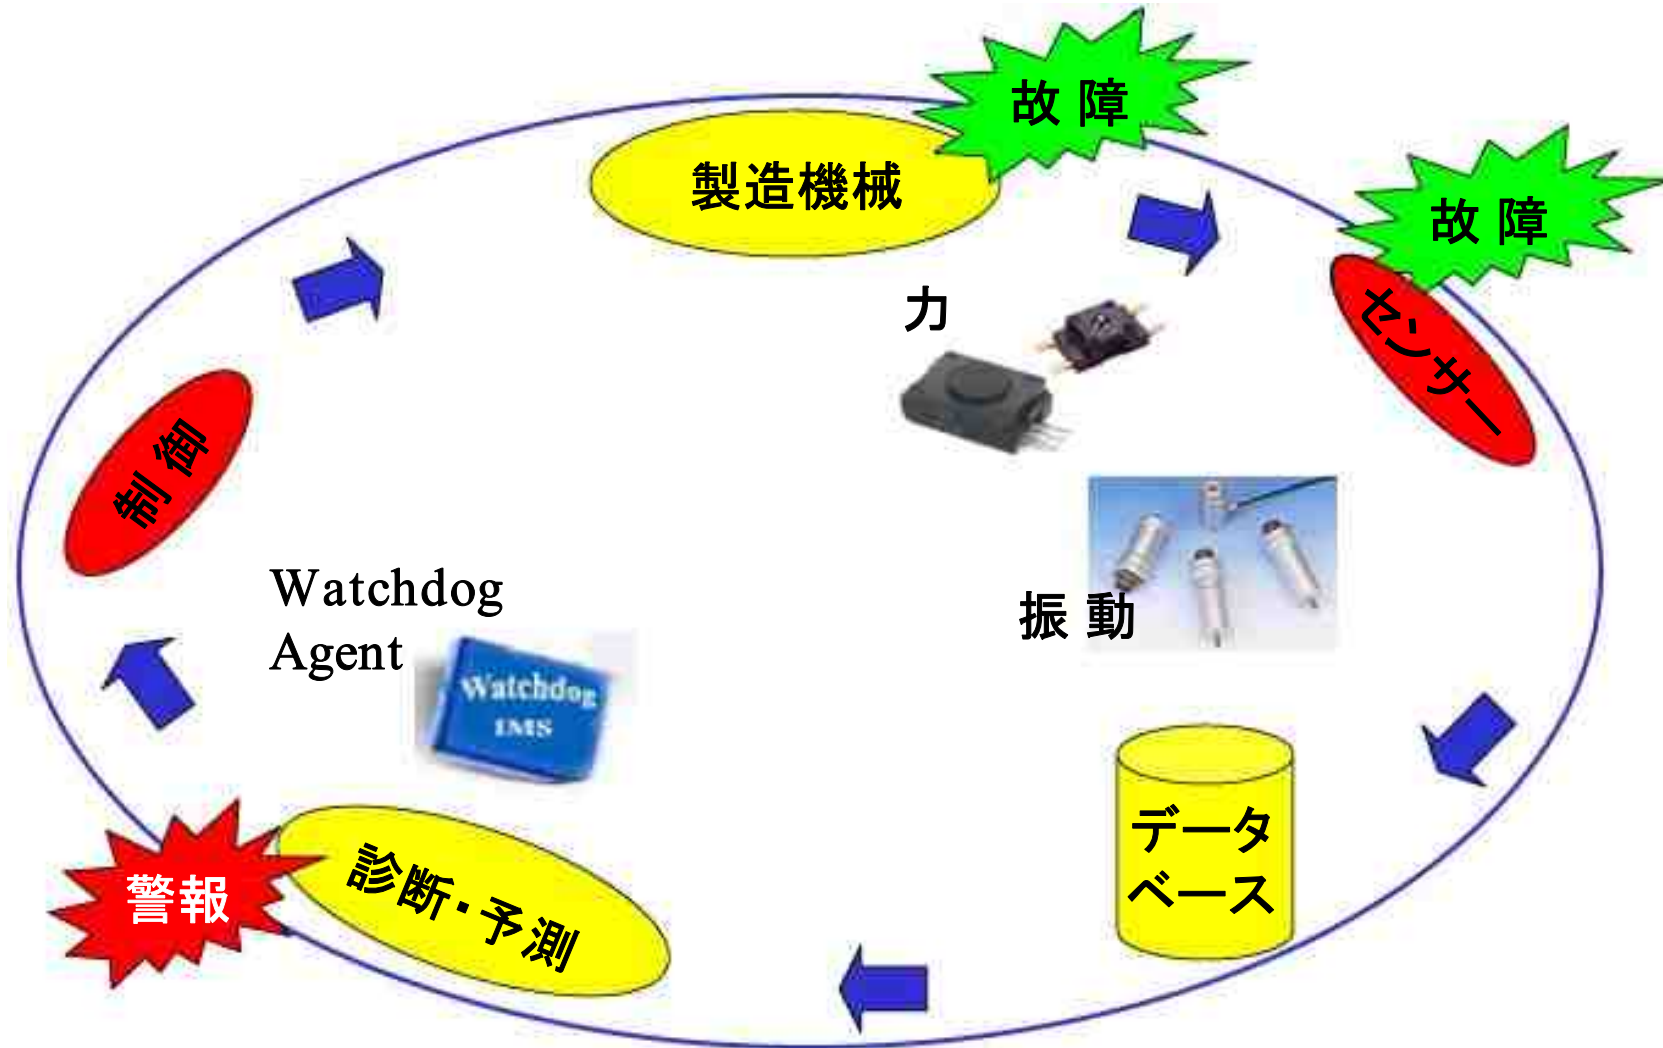 故 障
製造機械
故 障
力
センサー
制 御
Watchdog
Agent
振 動
Watchdog
IMS
データ
ベース
警報
診断・予測